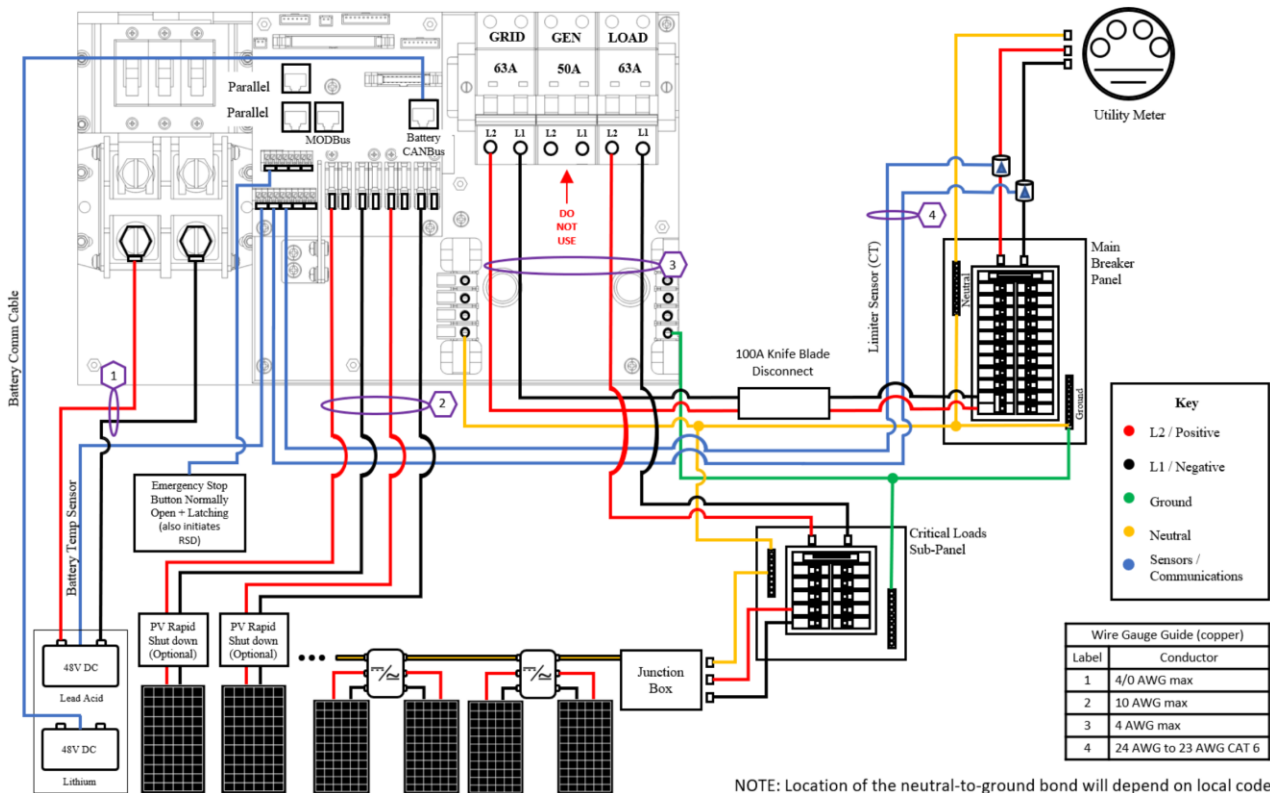 GRID GEN LOAD
63A 50A 63A
L2 L1 L2 L1 L2 L1
Parallel
Parallel
MODBus
Battery
CANBus
DO
NOT
USE
Utility Meter
4
Limiter Sensor (CT)
Main
Breaker
Panel
Neutral
Ground
3
100A Knife Blade
Disconnect
Battery Comm Cable
1
2
Battery Temp Sensor
Emergency Stop
Button Normally
Open + Latching
(also initiates
RSD)
Critical Loads
Sub-Panel
Key
L2 / Positive
L1 / Negative
Ground
Neutral
Sensors /
Communications
PV Rapid
Shut down
(Optional)
PV Rapid
Shut down
(Optional)
Junction
Box
48V DC
Lead Acid
48V DC
Lithium
Wire Gauge Guide (copper)
Label Conductor
1 4/0 AWG max
2 10 AWG max
3 4 AWG max
4 24 AWG to 23 AWG CAT 6
NOTE: Location of the neutral-to-ground bond will depend on local code